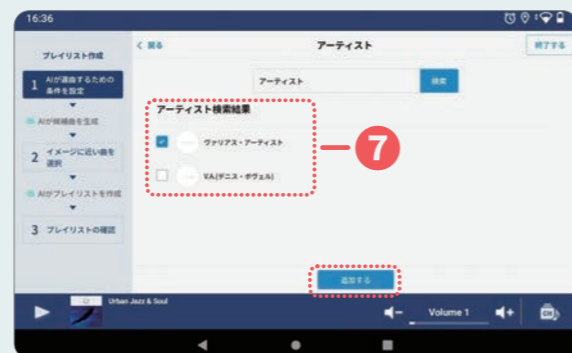 16:36
プレイリスト作成
1 AIが選曲するための
条件を設定
AIが候補曲を生成
2 イメージに近い曲を
選択
AIがプレイリストを作成
3 プレイリストの確認
< 戻る
アーティスト
終了する
アーティスト
検索
アーティスト検索結果
ヴァリアス・アーティスト
V.A.(デニス・ボヴェル)
7
追加する
Urban Jazz & Soul
Volume 1
CH